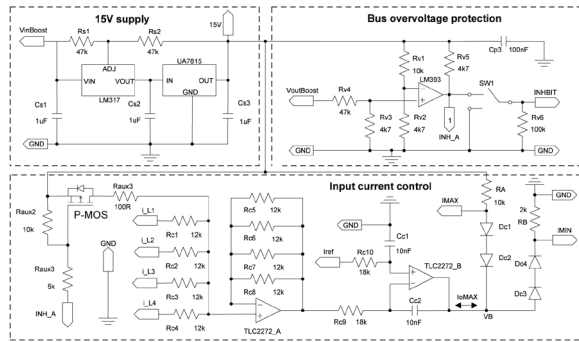 15V supply
15V
Bus overvoltage protection
VinBoost
Rs1
47k
Rs2
47k
ADJ
VIN
VOUT
LM317
UA7815
IN
OUT
GND
Cs1
1uF
Cs2
1uF
Cs3
1uF
GND
Rv1
10k
Rv5
4k7
Cp3
100nF
LM393
VoutBoost
Rv4
47k
SW1
INHBIT
Rv3
4k7
Rv2
4k7
1
INH_A
Rv6
100k
GND
GND
Input current control
P-MOS
Raux3
100R
Raux2
10k
Raux3
5k
INH_A
GND
i_L1
Rc1
12k
i_L2
Rc2
12k
i_L3
Rc3
12k
i_L4
Rc4
12k
Rc5
12k
Rc6
12k
Rc7
12k
Rc8
12k
TLC2272_A
GND
Cc1
10nF
Iref
Rc10
18k
TLC2272_B
Rc9
18k
Cc2
10nF
IoMAX
VB
IMAX
RA
10k
Dc1
Dc2
GND
2k
RB
IMIN
Dc4
Dc3